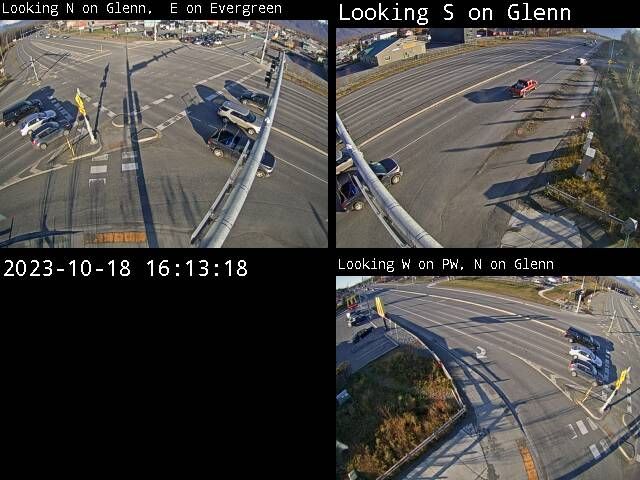 Looking N on Glenn,  E on Evergreen
Looking S on Glenn
2023-10-18 16:13:18
Looking W on PW, N on Glenn